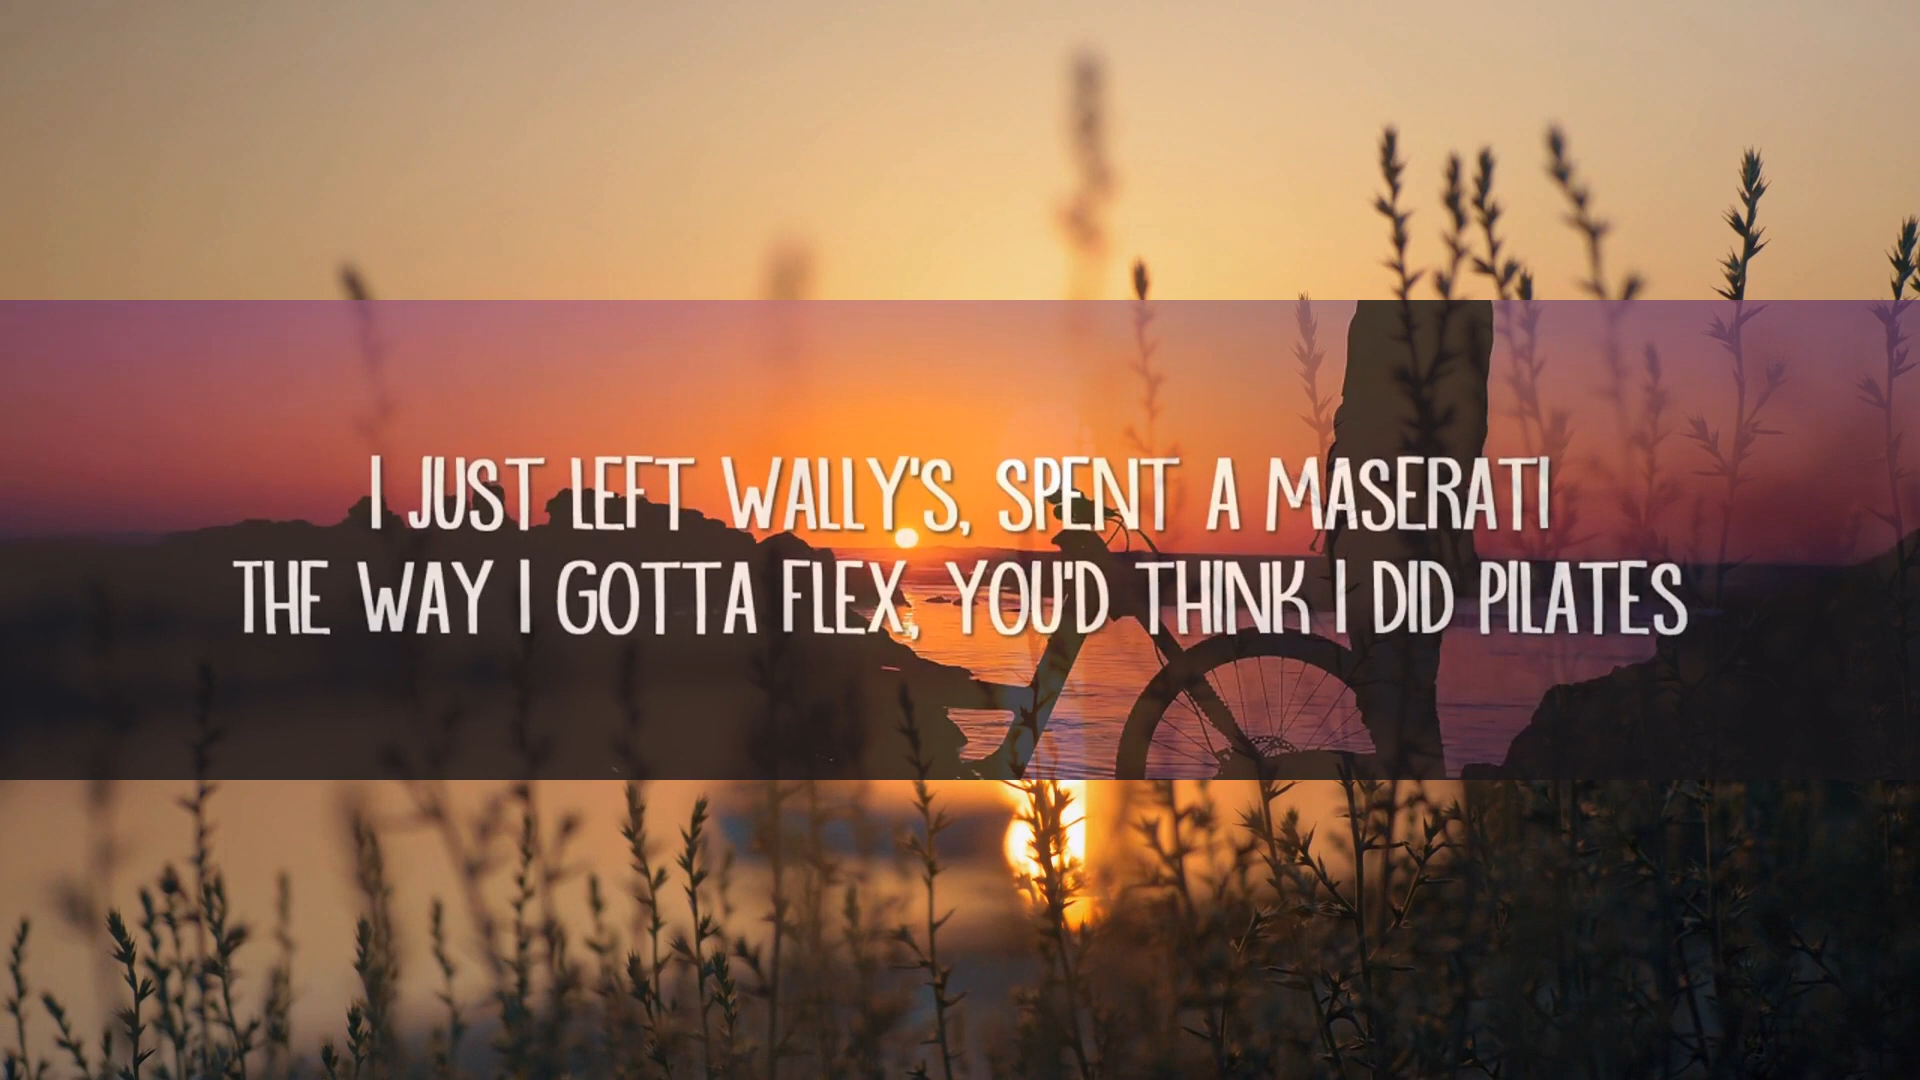 I JUST LEFT WALLY'S, SPENT A MASERATI
THE WAY I GOTTA FLEX, YOU'D THINK I DID PILATES